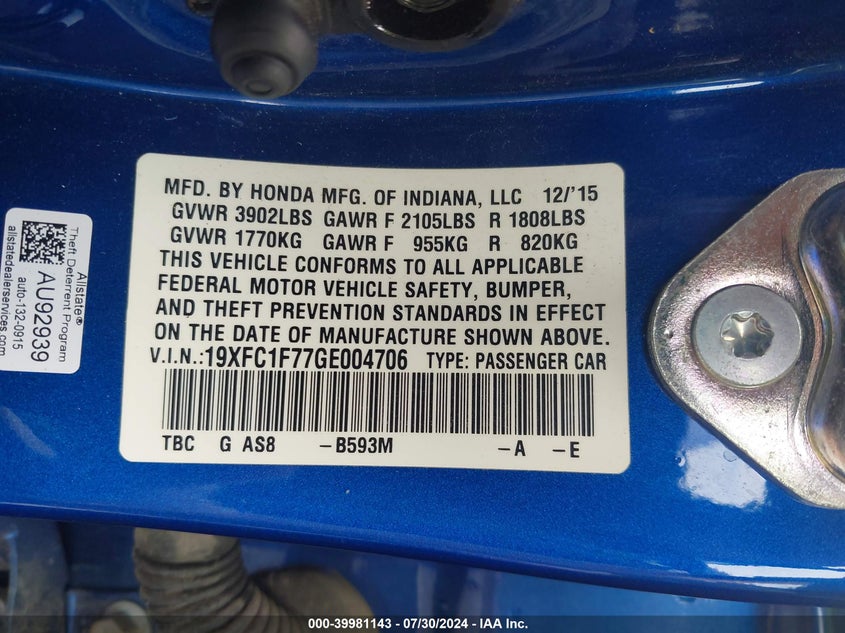 MFD. BY HONDA MFG. OF INDIANA, LLC 12/'15
GVWR 3902LBS GAWR F 2105LBS R 1808LBS
GVWR 1770KG GAWR F 955KG R 820KG
THIS VEHICLE CONFORMS TO ALL APPLICABLE
FEDERAL MOTOR VEHICLE SAFETY, BUMPER,
AND THEFT PREVENTION STANDARDS IN EFFECT
ON THE DATE OF MANUFACTURE SHOWN ABOVE.
V.I.N.:19XFC1F77GE004706 TYPE: PASSENGER CAR
TBC G AS8 –B593M –A –E
Allstate®
Theft Deterrent Program
AU92939
auto-132-0915
allstatedealerservices.com
000-39981143 / 07/30/2024 - IAA Inc.